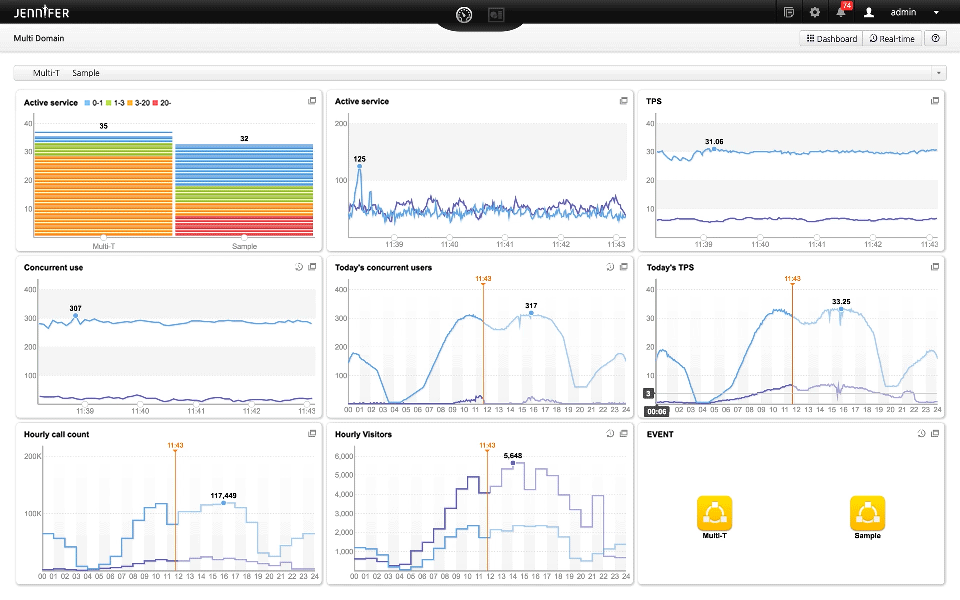 JENNIFER
74
admin
Multi Domain
Dashboard
Real-time
Multi-T Sample
Active service 0-1 1-3 3-20 20-
40
35
32
30
20
10
Multi-T Sample
Active service
200
125
100
11:39 11:40 11:41 11:42 11:43
TPS
40
31.06
30
20
10
11:39 11:40 11:41 11:42 11:43
Concurrent use
400
307
300
200
100
11:39 11:40 11:41 11:42 11:43
Today's concurrent users
11:43
400
317
300
200
100
00 01 02 03 04 05 06 07 08 09 10 11 12 13 14 15 16 17 18 19 20 21 22 23 24
Today's TPS
11:43
40
33.25
30
20
10
3
00:06 02 03 04 05 06 07 08 09 10 11 12 13 14 15 16 17 18 19 20 21 22 23 24
Hourly call count
11:43
200K
117,449
100K
00 01 02 03 04 05 06 07 08 09 10 11 12 13 14 15 16 17 18 19 20 21 22 23 24
Hourly Visitors
11:43
6,000
5,648
5,000
4,000
3,000
2,000
1,000
00 01 02 03 04 05 06 07 08 09 10 11 12 13 14 15 16 17 18 19 20 21 22 23 24
EVENT
Multi-T
Sample